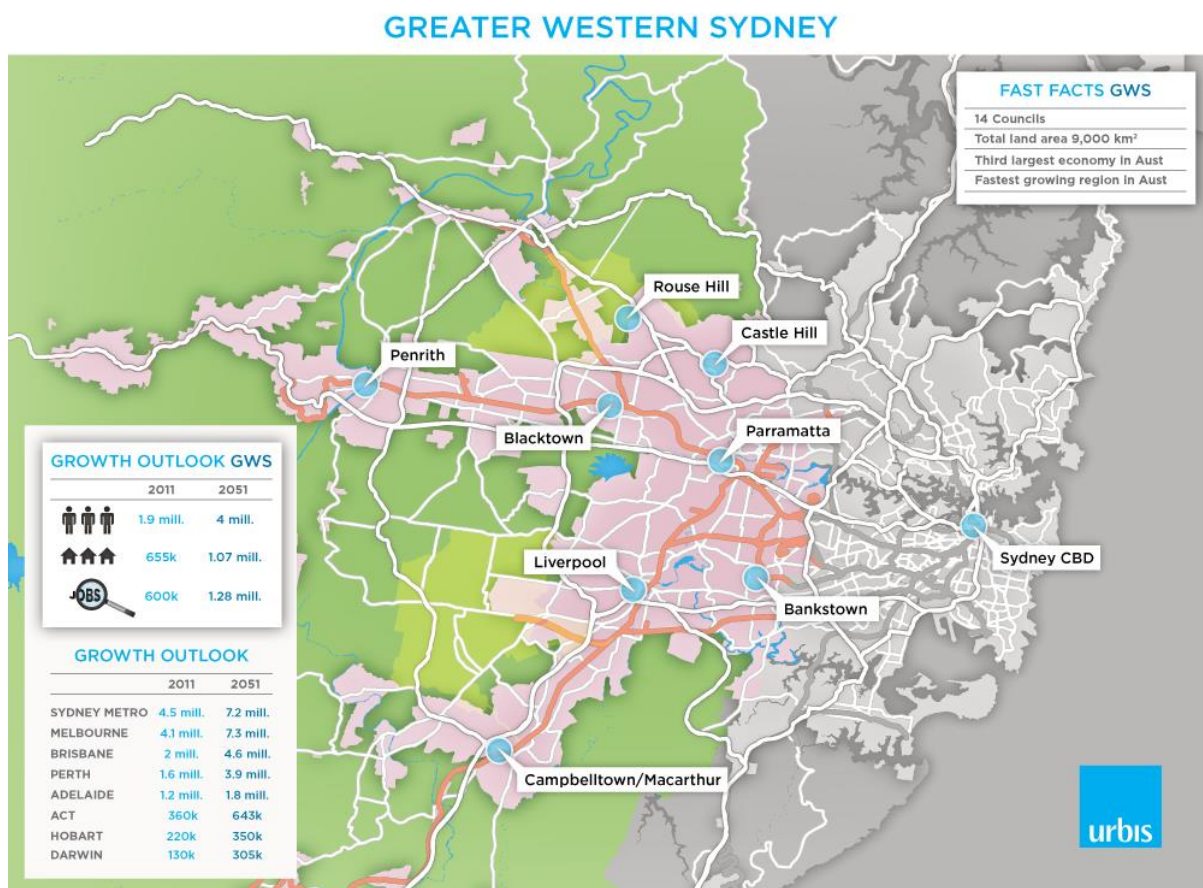 GREATER WESTERN SYDNEY
FAST FACTS GWS
14 Councils
Total land area 9,000 km²
Third largest economy in Aust
Fastest growing region in Aust
Rouse Hill
Castle Hill
Penrith
Blacktown
Parramatta
Liverpool
Sydney CBD
Bankstown
Campbelltown/Macarthur
GROWTH OUTLOOK GWS
2011 2051
1.9 mill. 4 mill.
655k 1.07 mill.
JOBS 600k 1.28 mill.
GROWTH OUTLOOK
2011 2051
SYDNEY METRO 4.5 mill. 7.2 mill.
MELBOURNE 4.1 mill. 7.3 mill.
BRISBANE 2 mill. 4.6 mill.
PERTH 1.6 mill. 3.9 mill.
ADELAIDE 1.2 mill. 1.8 mill.
ACT 360k 643k
HOBART 220k 350k
DARWIN 130k 305k
urbis